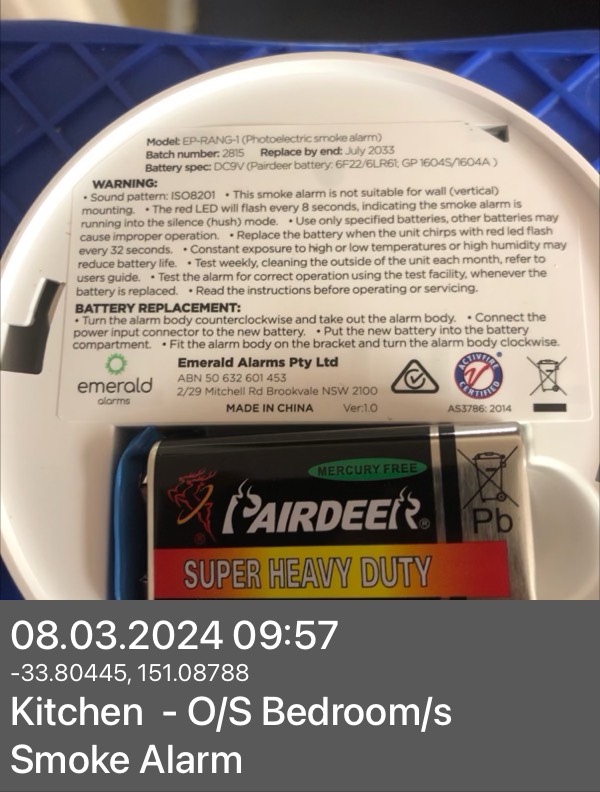 Model: EP-RANG-1 (Photoelectric smoke alarm)
Batch number: 2815 Replace by end: July 2033
Battery spec: DC9V (Pairdeer battery: 6F22/6LR61; GP 1604S/1604A )
WARNING:
• Sound pattern: ISO8201 • This smoke alarm is not suitable for wall (vertical)
mounting. • The red LED will flash every 8 seconds, indicating the smoke alarm is
running into the silence (hush) mode. • Use only specified batteries, other batteries may
cause improper operation. • Replace the battery when the unit chirps with red led flash
every 32 seconds. • Constant exposure to high or low temperatures or high humidity may
reduce battery life. • Test weekly, cleaning the outside of the unit each month, refer to
users guide. • Test the alarm for correct operation using the test facility, whenever the
battery is replaced. • Read the instructions before operating or servicing.
BATTERY REPLACEMENT:
• Turn the alarm body counterclockwise and take out the alarm body. • Connect the
power input connector to the new battery. • Put the new battery into the battery
compartment. • Fit the alarm body on the bracket and turn the alarm body clockwise.
emerald
alarms
Emerald Alarms Pty Ltd
ABN 50 632 601 453
2/29 Mitchell Rd Brookvale NSW 2100
MADE IN CHINA Ver:1.0
ACTIVFIRE
CERTIFIED
AS3786: 2014
MERCURY FREE
PAIRDEER®
Pb
SUPER HEAVY DUTY
08.03.2024 09:57
-33.80445, 151.08788
Kitchen - O/S Bedroom/s
Smoke Alarm